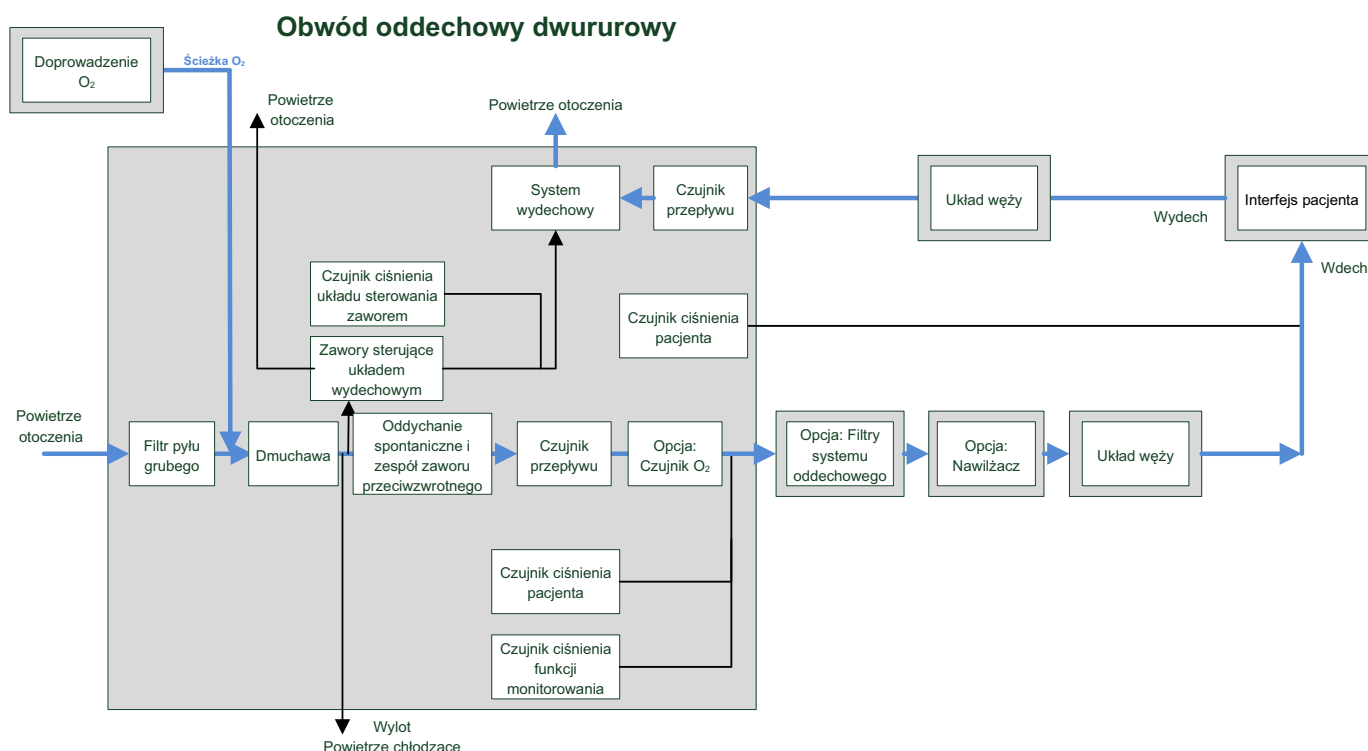 Obwód oddechowy dwururowy
Doprowadzenie
O₂
Ścieżka O₂
Powietrze
otoczenia
Powietrze otoczenia
System
wydechowy
Czujnik
przepływu
Układ węży
Wydech
Interfejs pacjenta
Wdech
Czujnik ciśnienia
układu sterowania
zaworem
Czujnik ciśnienia
pacjenta
Zawory sterujące
układem
wydechowym
Powietrze
otoczenia
Filtr pyłu
grubego
Dmuchawa
Oddychanie
spontaniczne i
zespół zaworu
przeciwzwrotnego
Czujnik
przepływu
Opcja:
Czujnik O₂
Opcja: Filtry
systemu
oddechowego
Opcja:
Nawilżacz
Układ węży
Czujnik ciśnienia
pacjenta
Czujnik ciśnienia
funkcji
monitorowania
Wylot
Powietrze chłodzące